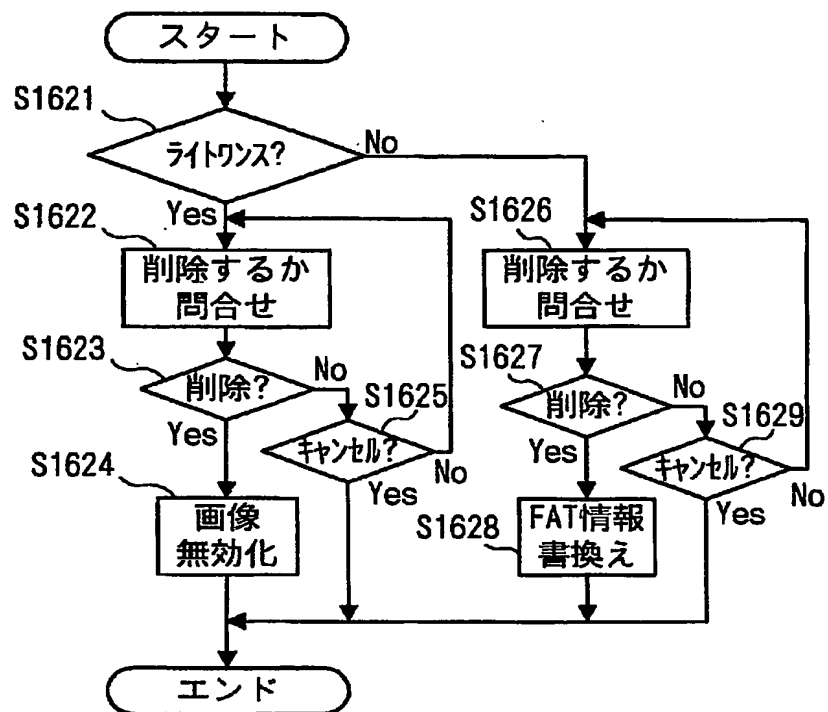 スタート
S1621
ライトワンス?
No
Yes
S1622
削除するか
問合せ
S1623
削除?
No
Yes
S1625
キャンセル?
No
Yes
S1624
画像
無効化
S1626
削除するか
問合せ
S1627
削除?
No
Yes
S1629
キャンセル?
No
Yes
S1628
FAT情報
書換え
エンド